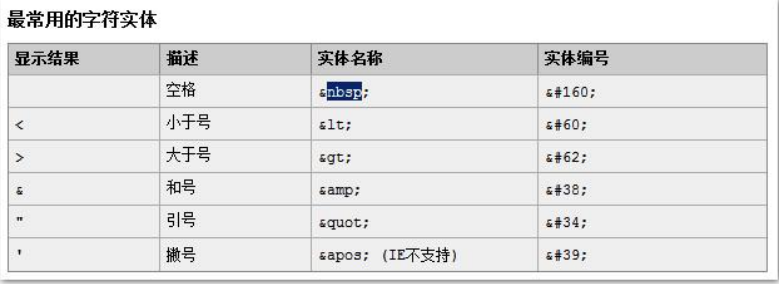 最常用的字符实体
显示结果 描述 实体名称 实体编号
空格 &nbsp; &#160;
< 小于号 &lt; &#60;
> 大于号 &gt; &#62;
& 和号 &amp; &#38;
" 引号 &quot; &#34;
' 撇号 &apos; (IE不支持) &#39;